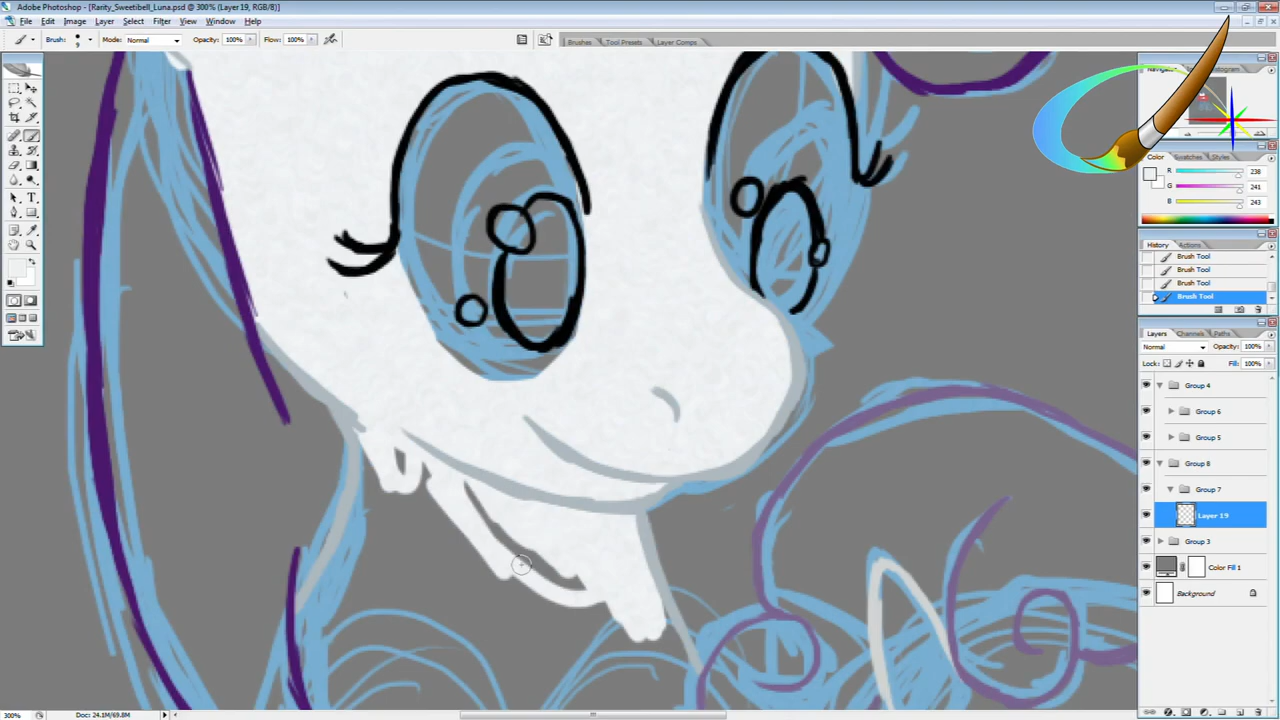 Adobe Photoshop - [Rarity_Sweetibell_Luna.psd @ 300% (Layer 19, RGB/8)]
File Edit Image Layer Select Filter View Window Help
Brush: 9 Mode: Normal Opacity: 100% Flow: 100%
Brushes Tool Presets Layer Comps
Color Swatches Styles
R 238
G 241
B 243
History Actions
Brush Tool
Brush Tool
Brush Tool
Brush Tool
Layers Channels Paths
Normal Opacity: 100%
Lock: Fill: 100%
Group 4
Group 6
Group 5
Group 8
Group 7
Layer 19
Group 3
Color Fill 1
Background
300% Doc: 24.1M/69.8M